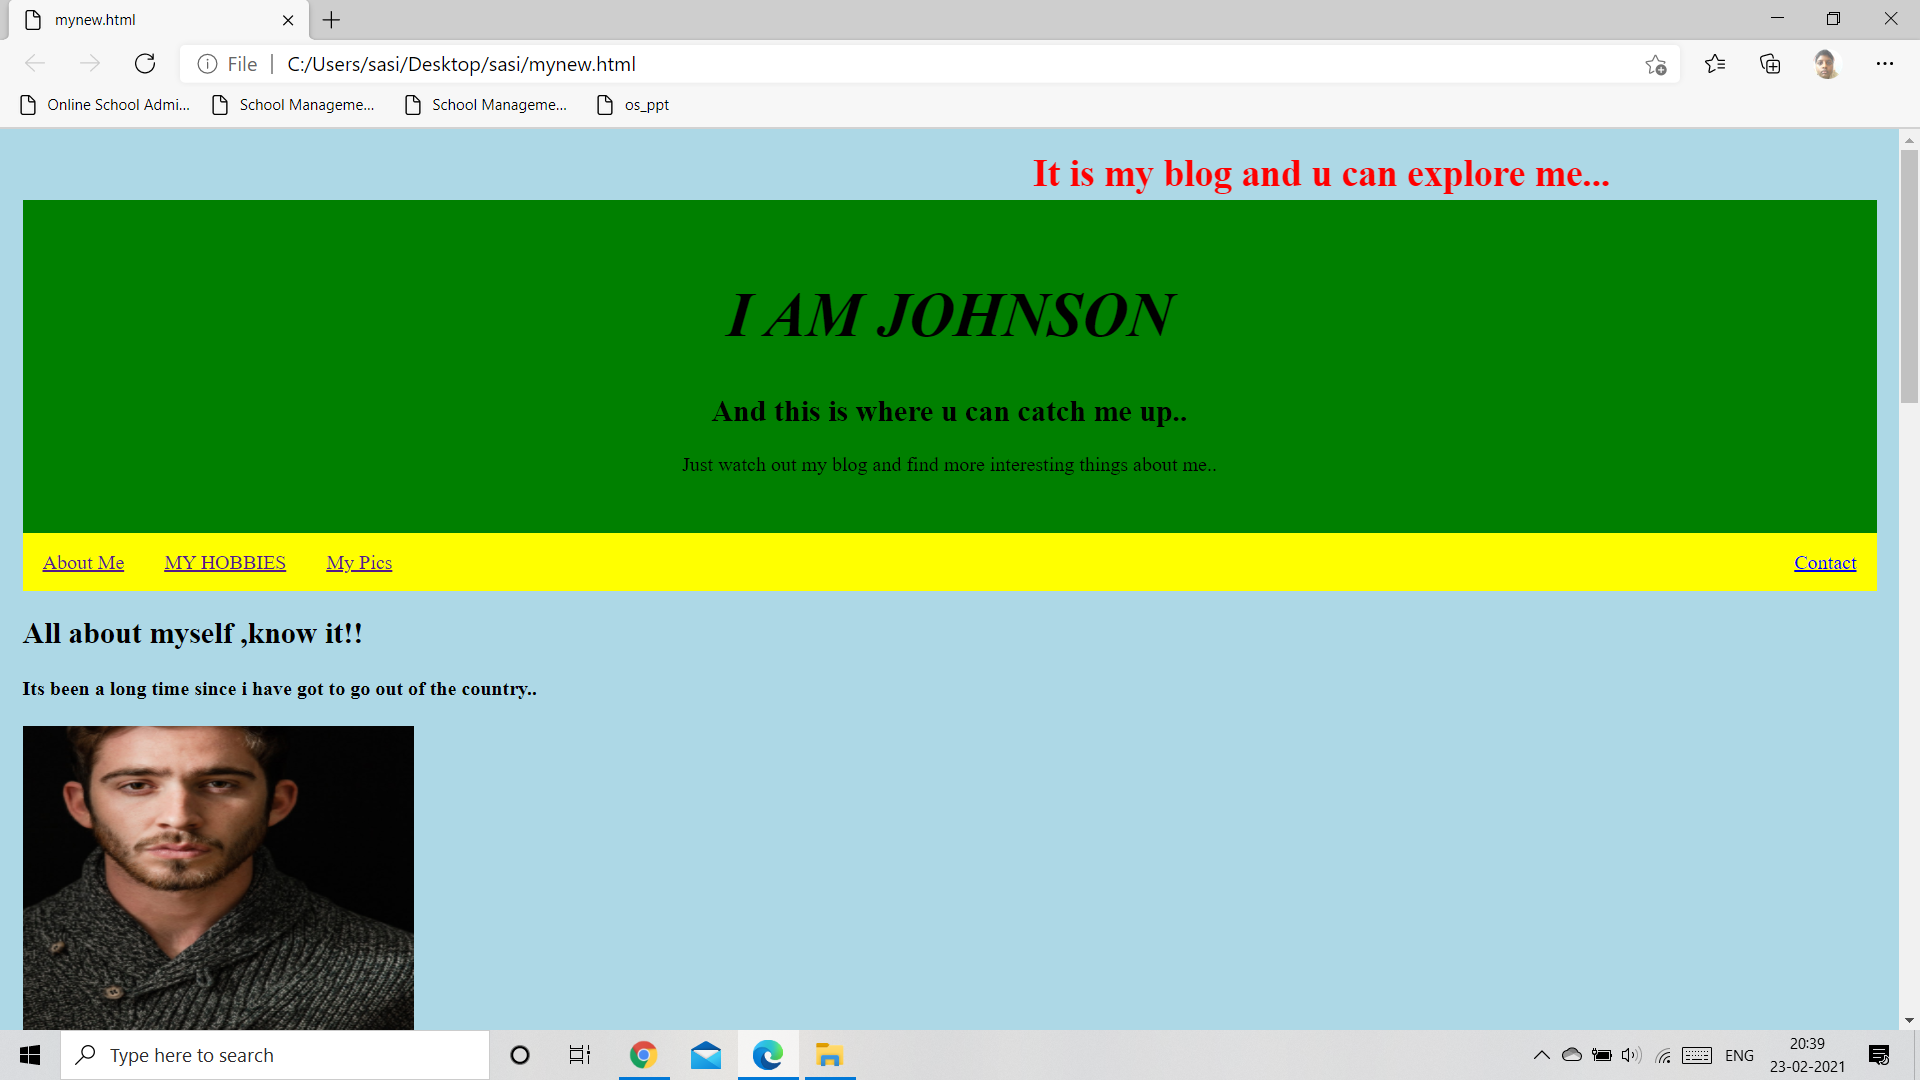 mynew.html
File
C:/Users/sasi/Desktop/sasi/mynew.html
Online School Admi...
School Manageme...
School Manageme...
os_ppt
It is my blog and u can explore me...
I AM JOHNSON
And this is where u can catch me up..
Just watch out my blog and find more interesting things about me..
About Me
MY HOBBIES
My Pics
Contact
All about myself ,know it!!
Its been a long time since i have got to go out of the country..
Type here to search
ENG
20:39
23-02-2021